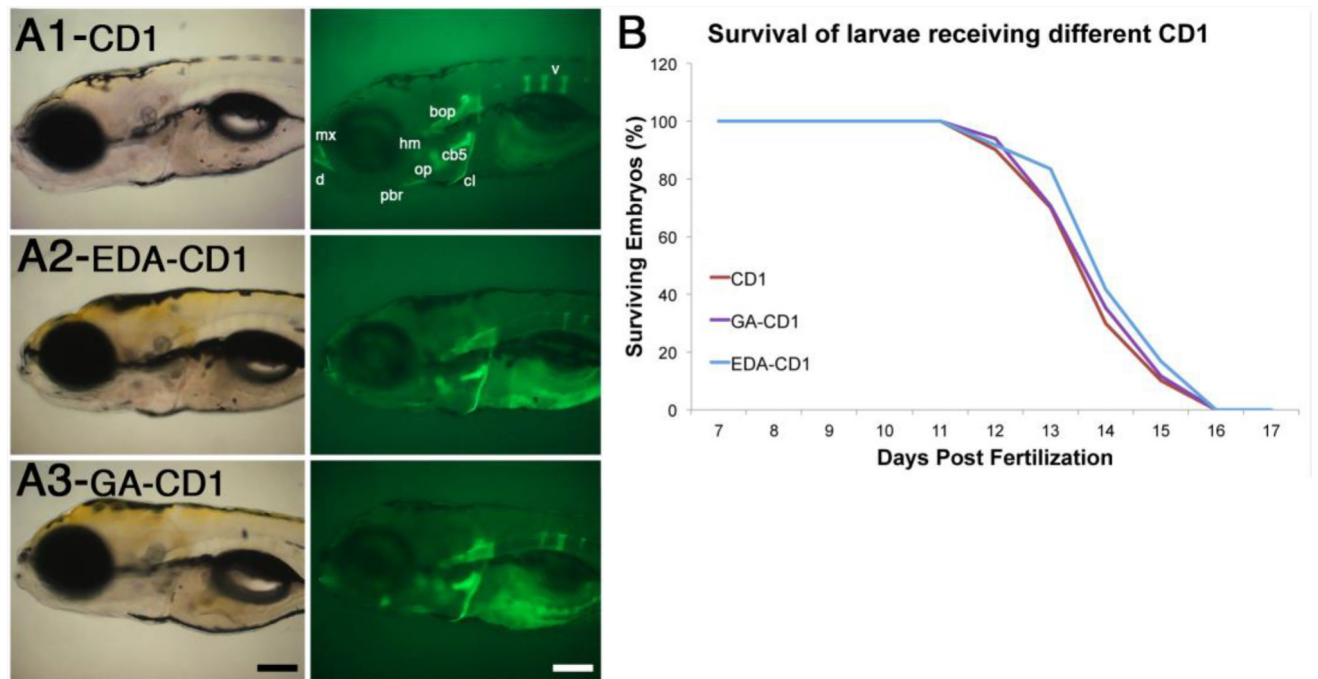 A1-CD1
mx
d
bop
hm
cb5
op
cl
pbr
v
A2-EDA-CD1
A3-GA-CD1
B
Survival of larvae receiving different CD1
Surviving Embryos (%)
120
100
80
60
40
20
0
CD1
GA-CD1
EDA-CD1
7 8 9 10 11 12 13 14 15 16 17
Days Post Fertilization